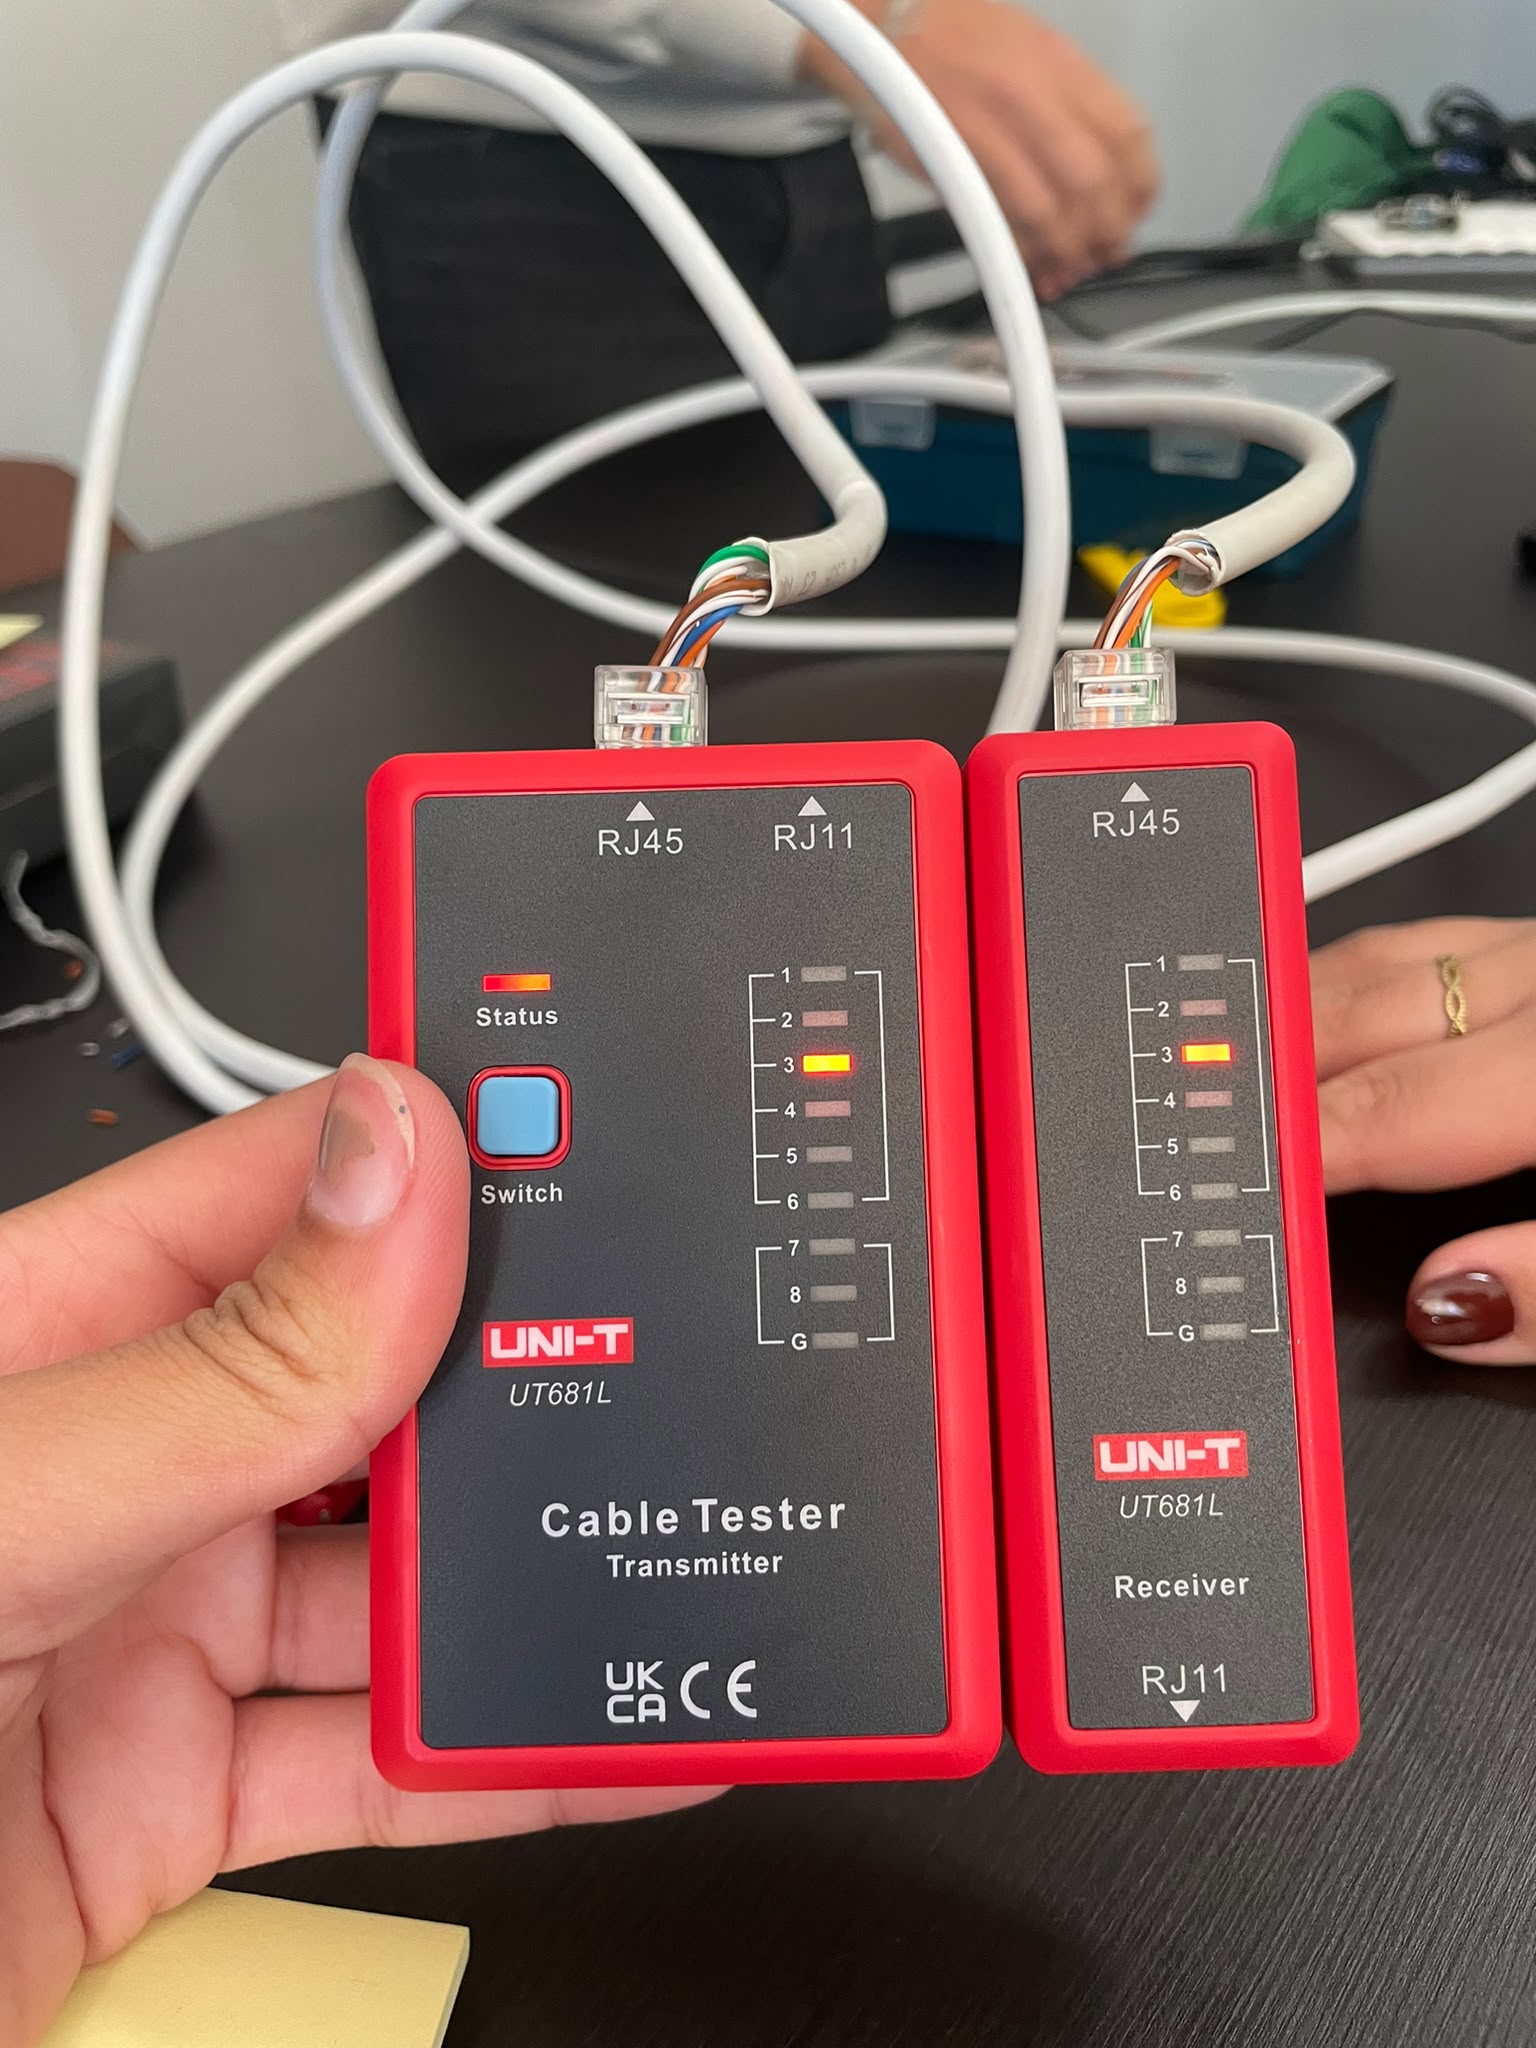 RJ45 RJ11
Status
Switch
1
2
3
4
5
6
7
8
G
UNI-T
UT681L
Cable Tester
Transmitter
UK
CA CE
RJ45
1
2
3
4
5
6
7
8
G
UNI-T
UT681L
Receiver
RJ11